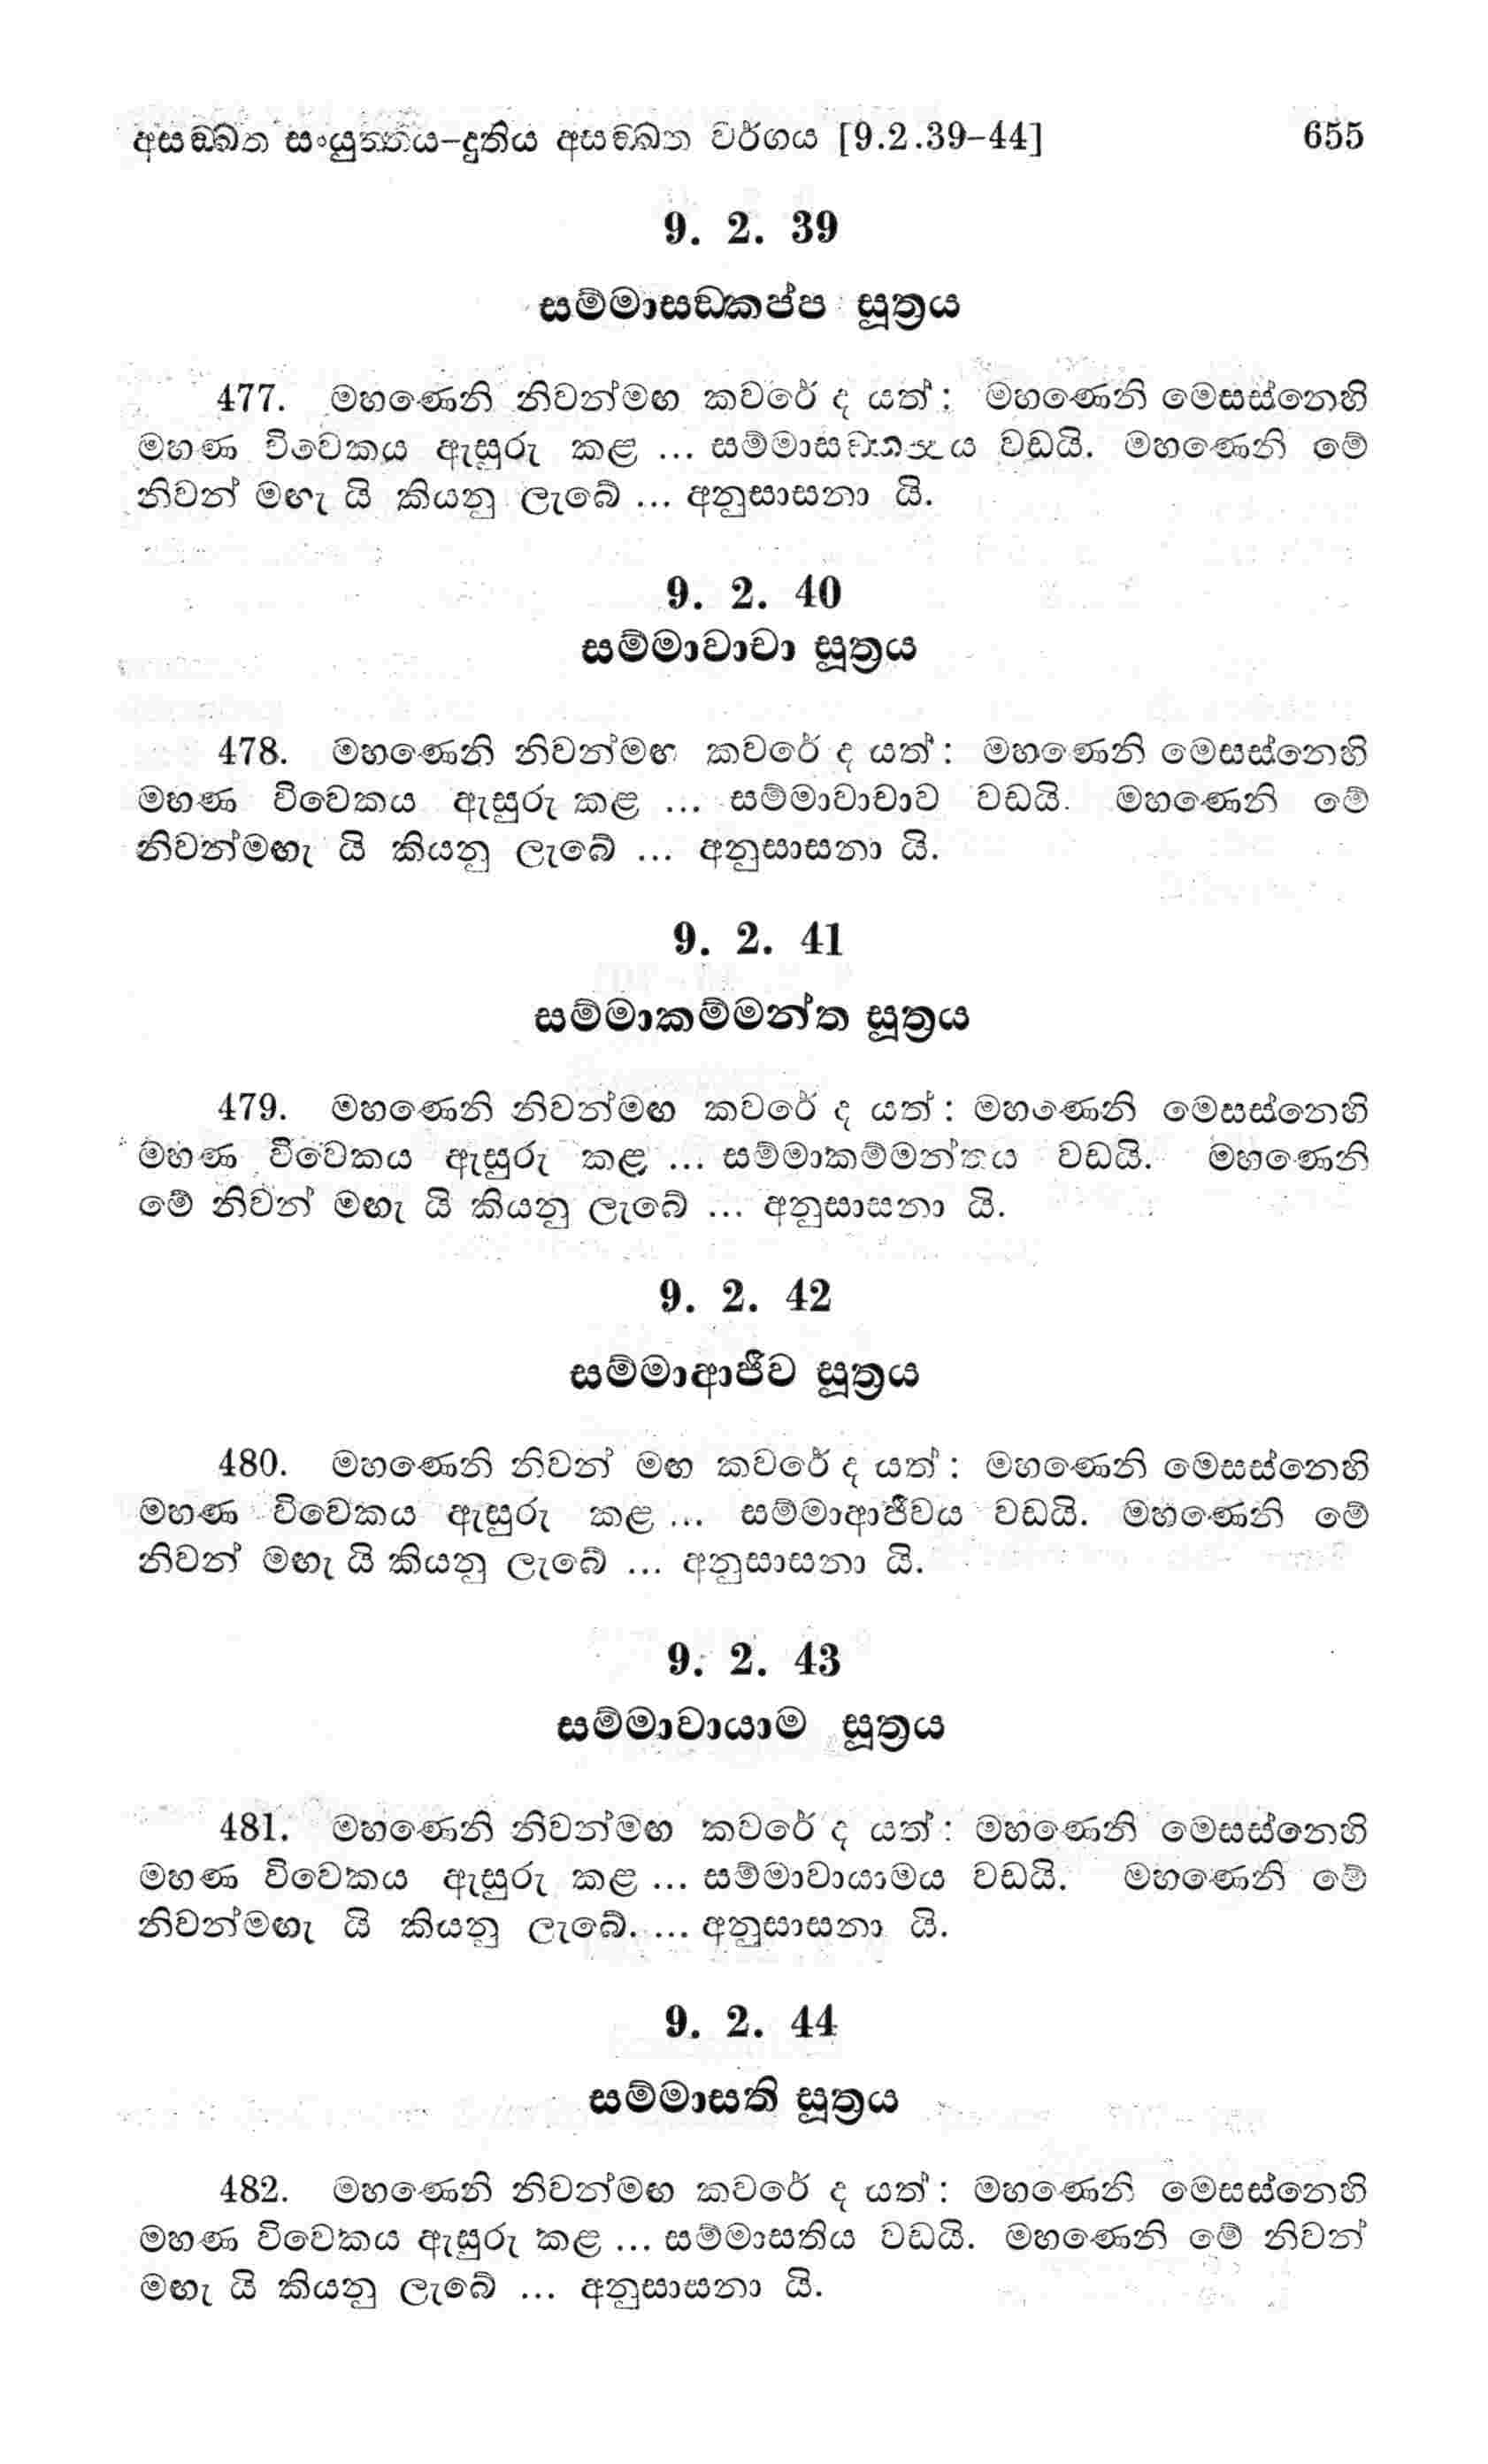 අසඞ්ඛත සංයුත්තය-දුතිය අසඞ්ඛත වර්ගය [9.2.39-44] 655
9. 2. 39
සම්මාසඞ්කප්ප සූත්‍රය
477. මහණෙනි නිවන්මඟ කවරේ ද යත්: මහණෙනි මෙසස්නෙහි
මහණ විවෙකය ඇසුරු කළ ... සම්මාසඞ්කප්පය වඩයි. මහණෙනි මේ
නිවන් මඟැ යි කියනු ලැබේ ... අනුසාසනා යි.
9. 2. 40
සම්මාවාචා සූත්‍රය
478. මහණෙනි නිවන්මඟ කවරේ ද යත්: මහණෙනි මෙසස්නෙහි
මහණ විවෙකය ඇසුරු කළ ... සම්මාවාචාව වඩයි. මහණෙනි මේ
නිවන්මඟැ යි කියනු ලැබේ ... අනුසාසනා යි.
9. 2. 41
සම්මාකම්මන්ත සූත්‍රය
479. මහණෙනි නිවන්මඟ කවරේ ද යත්: මහණෙනි මෙසස්නෙහි
මහණ විවෙකය ඇසුරු කළ ... සම්මාකම්මන්තය වඩයි. මහණෙනි
මේ නිවන් මඟැ යි කියනු ලැබේ ... අනුසාසනා යි.
9. 2. 42
සම්මාආජීව සූත්‍රය
480. මහණෙනි නිවන් මඟ කවරේ ද යත්: මහණෙනි මෙසස්නෙහි
මහණ විවෙකය ඇසුරු කළ ... සම්මාආජීවය වඩයි. මහණෙනි මේ
නිවන් මඟැ යි කියනු ලැබේ ... අනුසාසනා යි.
9. 2. 43
සම්මාවායාම සූත්‍රය
481. මහණෙනි නිවන්මඟ කවරේ ද යත්: මහණෙනි මෙසස්නෙහි
මහණ විවෙකය ඇසුරු කළ ... සම්මාවායාමය වඩයි. මහණෙනි මේ
නිවන්මඟැ යි කියනු ලැබේ. ... අනුසාසනා යි.
9. 2. 44
සම්මාසති සූත්‍රය
482. මහණෙනි නිවන්මඟ කවරේ ද යත්: මහණෙනි මෙසස්නෙහි
මහණ විවෙකය ඇසුරු කළ ... සම්මාසතිය වඩයි. මහණෙනි මේ නිවන්
මඟැ යි කියනු ලැබේ ... අනුසාසනා යි.